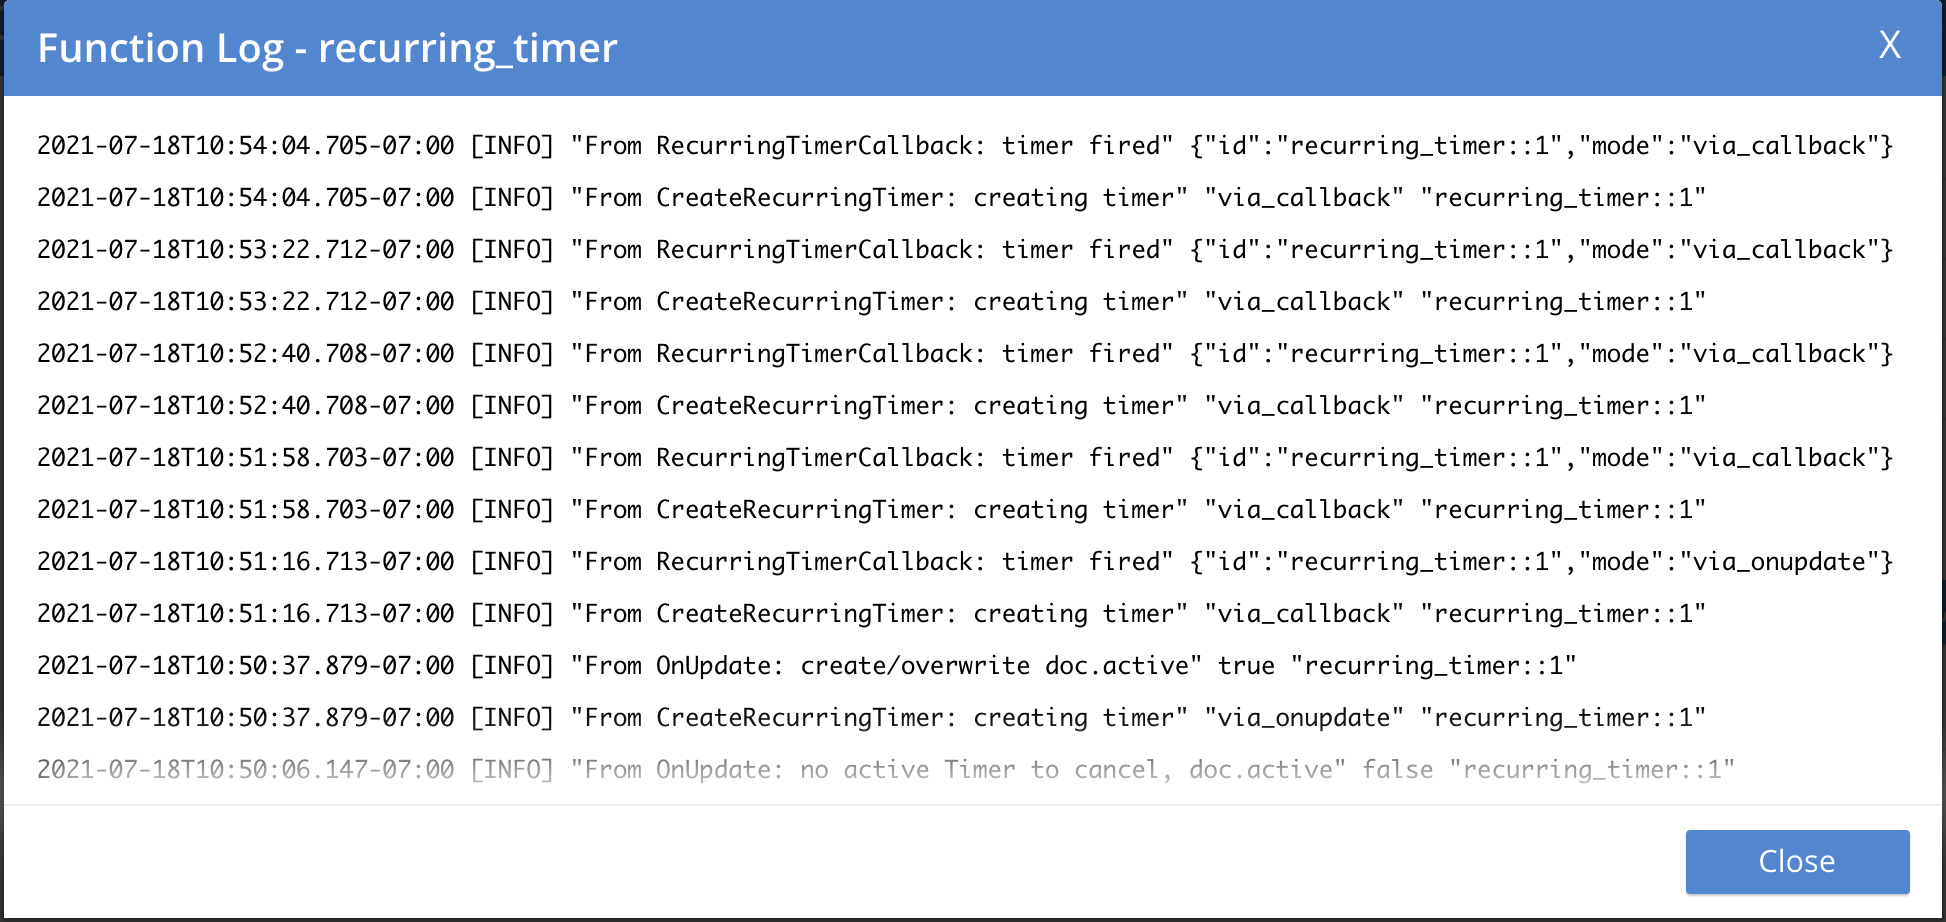 Function Log - recurring_timer
X
2021-07-18T10:54:04.705-07:00 [INFO] "From RecurringTimerCallback: timer fired" {"id":"recurring_timer::1","mode":"via_callback"}
2021-07-18T10:54:04.705-07:00 [INFO] "From CreateRecurringTimer: creating timer" "via_callback" "recurring_timer::1"
2021-07-18T10:53:22.712-07:00 [INFO] "From RecurringTimerCallback: timer fired" {"id":"recurring_timer::1","mode":"via_callback"}
2021-07-18T10:53:22.712-07:00 [INFO] "From CreateRecurringTimer: creating timer" "via_callback" "recurring_timer::1"
2021-07-18T10:52:40.708-07:00 [INFO] "From RecurringTimerCallback: timer fired" {"id":"recurring_timer::1","mode":"via_callback"}
2021-07-18T10:52:40.708-07:00 [INFO] "From CreateRecurringTimer: creating timer" "via_callback" "recurring_timer::1"
2021-07-18T10:51:58.703-07:00 [INFO] "From RecurringTimerCallback: timer fired" {"id":"recurring_timer::1","mode":"via_callback"}
2021-07-18T10:51:58.703-07:00 [INFO] "From CreateRecurringTimer: creating timer" "via_callback" "recurring_timer::1"
2021-07-18T10:51:16.713-07:00 [INFO] "From RecurringTimerCallback: timer fired" {"id":"recurring_timer::1","mode":"via_onupdate"}
2021-07-18T10:51:16.713-07:00 [INFO] "From CreateRecurringTimer: creating timer" "via_callback" "recurring_timer::1"
2021-07-18T10:50:37.879-07:00 [INFO] "From OnUpdate: create/overwrite doc.active" true "recurring_timer::1"
2021-07-18T10:50:37.879-07:00 [INFO] "From CreateRecurringTimer: creating timer" "via_onupdate" "recurring_timer::1"
2021-07-18T10:50:06.147-07:00 [INFO] "From OnUpdate: no active Timer to cancel, doc.active" false "recurring_timer::1"
Close